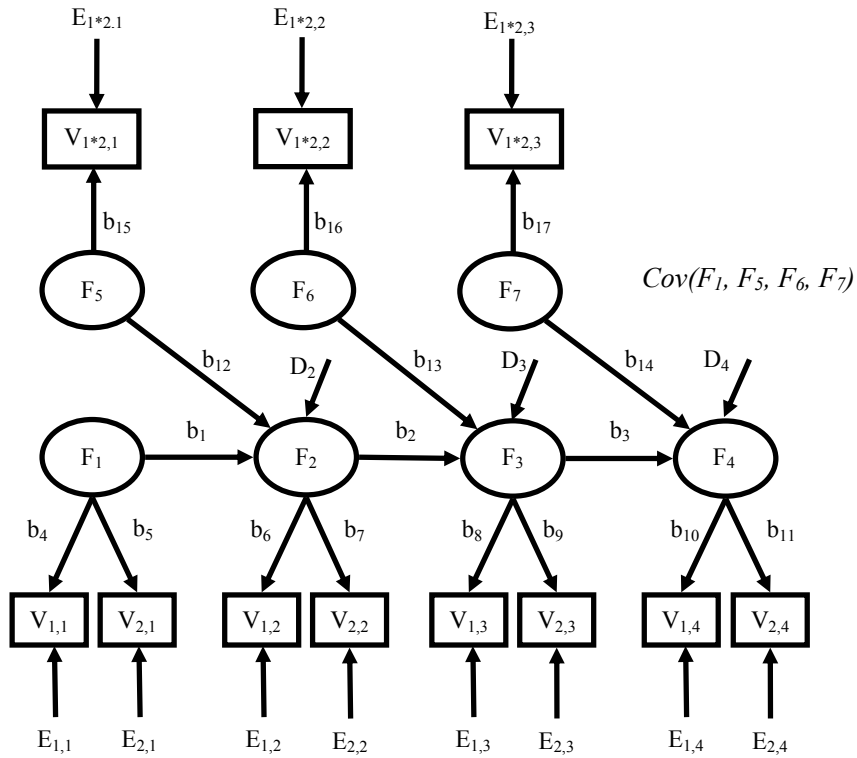 E1*2.1 E1*2,2 E1*2,3
V1*2,1 V1*2,2 V1*2,3
b15 b16 b17
F5 F6 F7 Cov(F1, F5, F6, F7)
b12 D2 b13 D3 b14 D4
F1 b1 F2 b2 F3 b3 F4
b4 b5 b6 b7 b8 b9 b10 b11
V1,1 V2,1 V1,2 V2,2 V1,3 V2,3 V1,4 V2,4
E1,1 E2,1 E1,2 E2,2 E1,3 E2,3 E1,4 E2,4